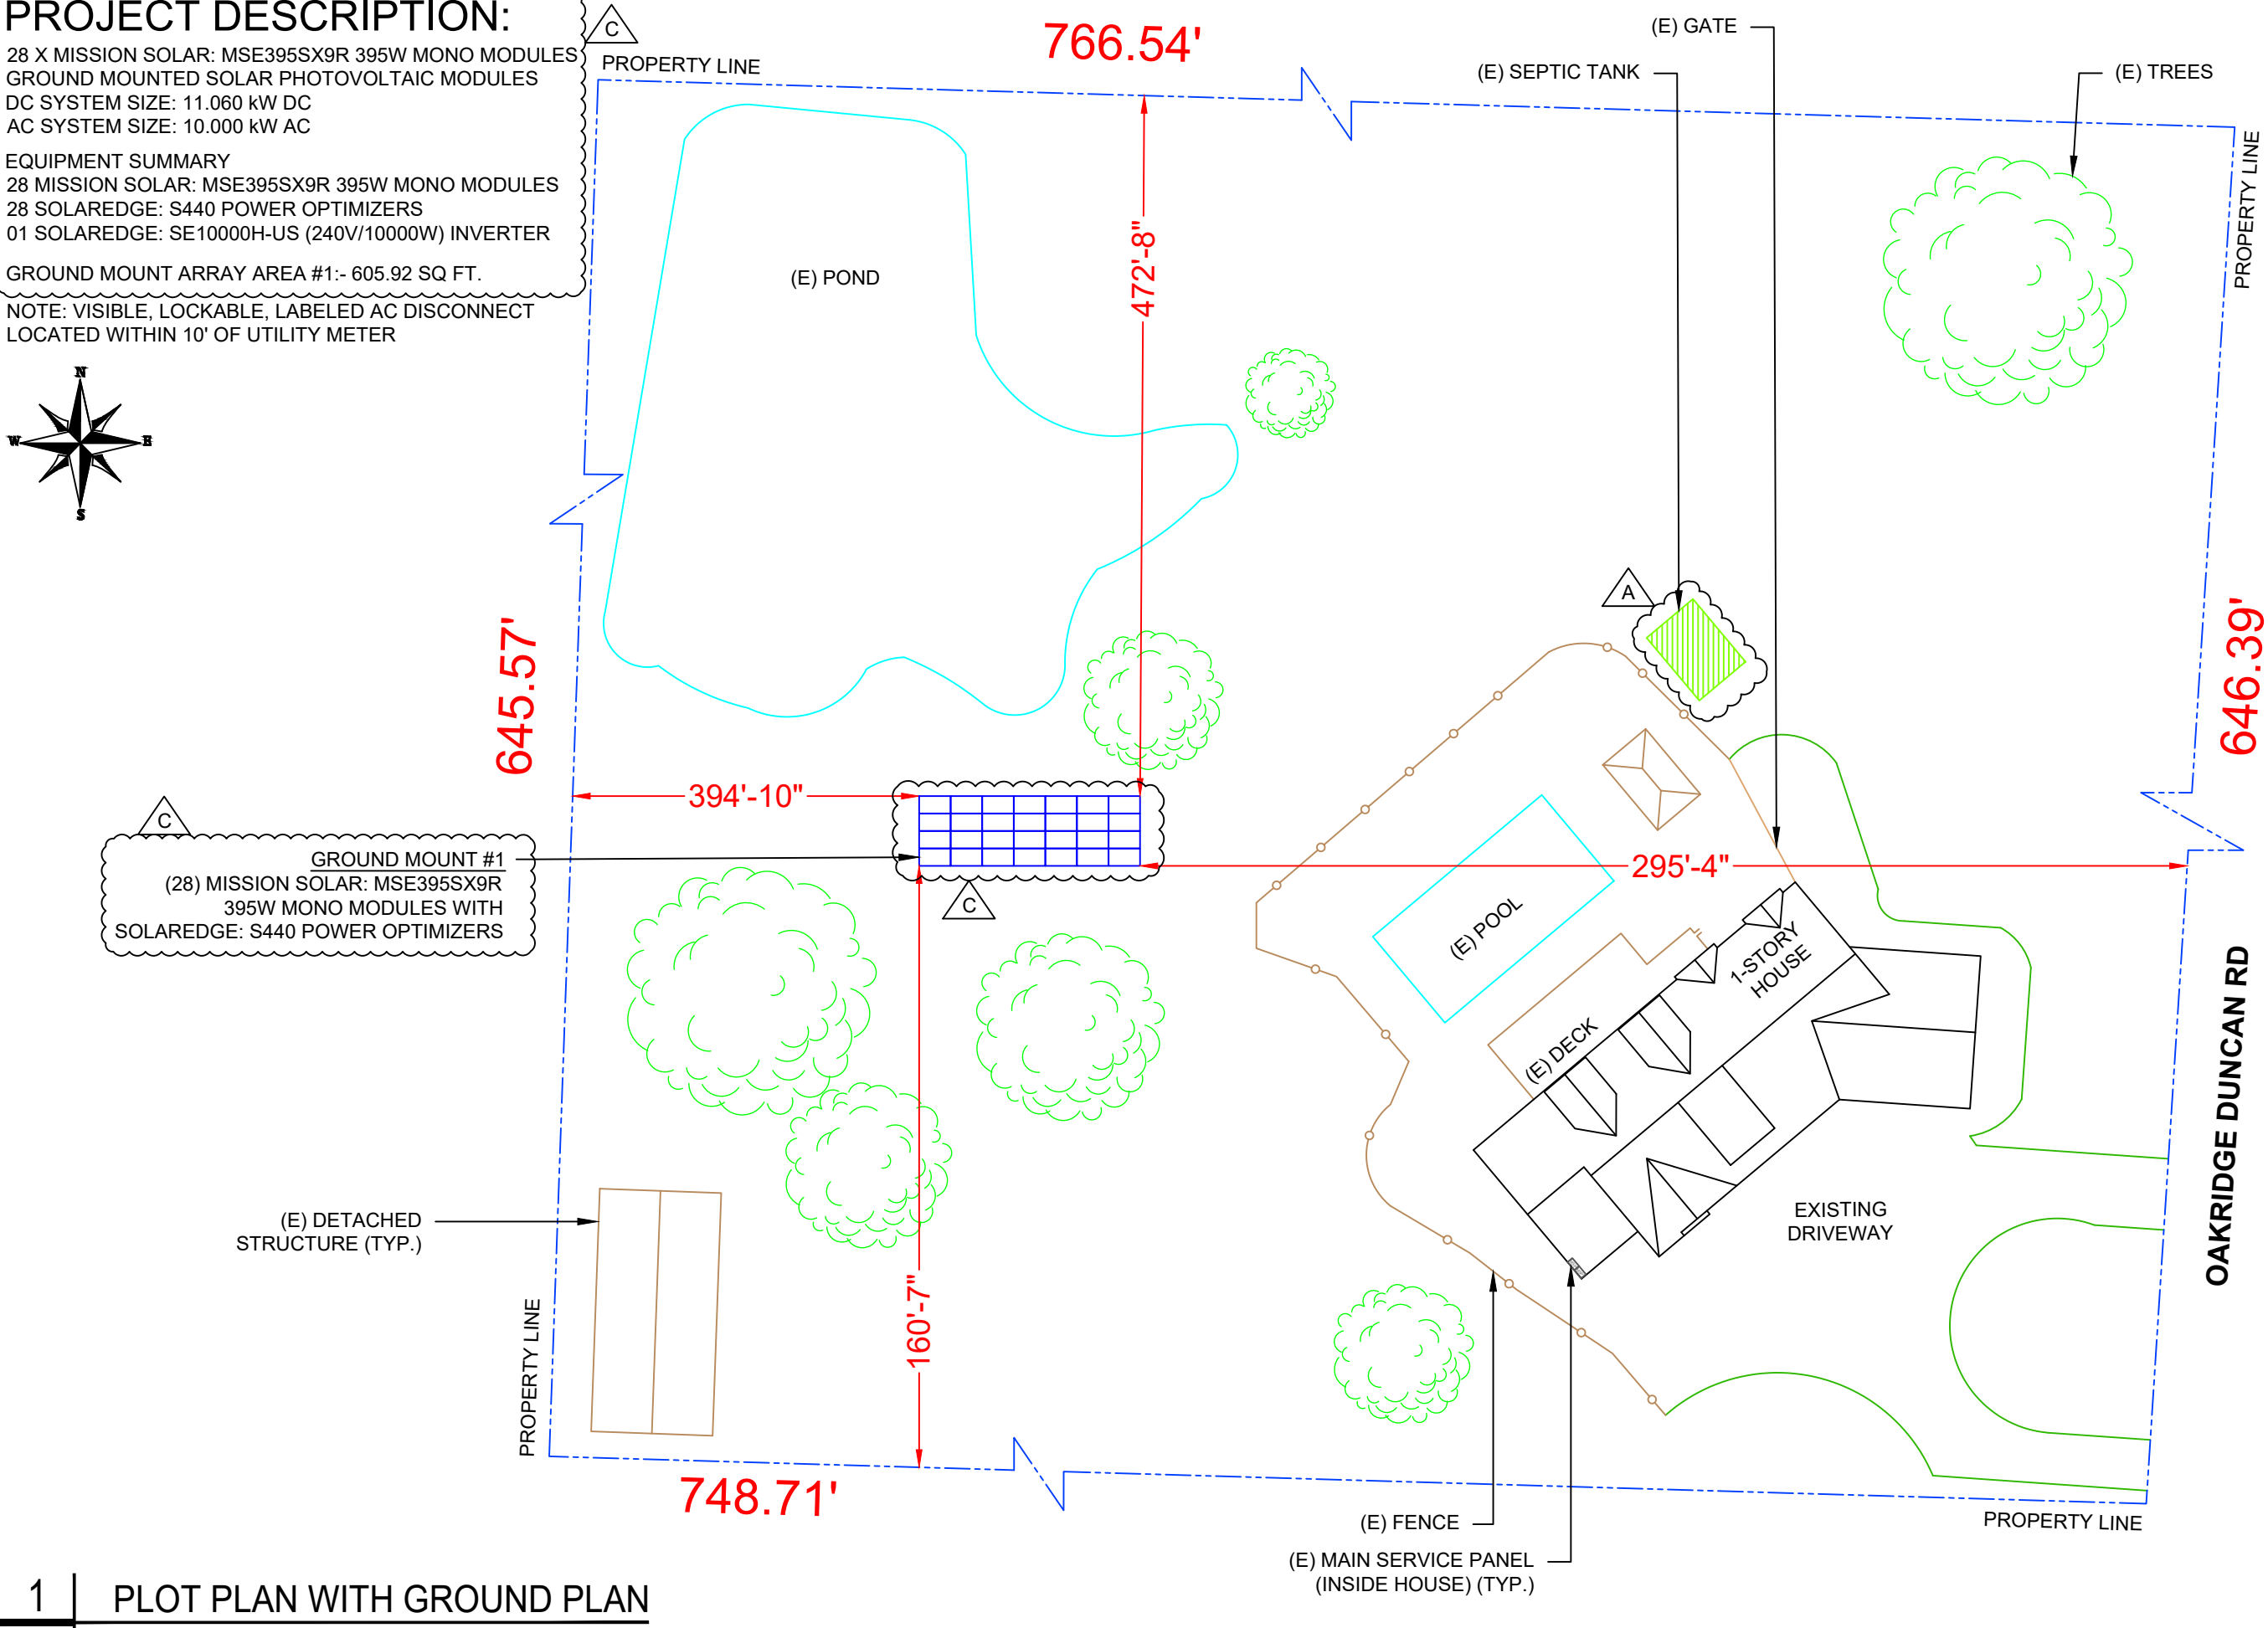 PROJECT DESCRIPTION:
28 X MISSION SOLAR: MSE395SX9R 395W MONO MODULES
GROUND MOUNTED SOLAR PHOTOVOLTAIC MODULES
DC SYSTEM SIZE: 11.060 kW DC
AC SYSTEM SIZE: 10.000 kW AC
EQUIPMENT SUMMARY
28 MISSION SOLAR: MSE395SX9R 395W MONO MODULES
28 SOLAREDGE: S440 POWER OPTIMIZERS
01 SOLAREDGE: SE10000H-US (240V/10000W) INVERTER
GROUND MOUNT ARRAY AREA #1:- 605.92 SQ FT.
NOTE: VISIBLE, LOCKABLE, LABELED AC DISCONNECT
LOCATED WITHIN 10' OF UTILITY METER
C
N
W
E
S
PROPERTY LINE
766.54'
(E) GATE
(E) SEPTIC TANK
(E) TREES
PROPERTY LINE
(E) POND
472'-8"
A
645.57'
646.39'
394'-10"
C
GROUND MOUNT #1
(28) MISSION SOLAR: MSE395SX9R
395W MONO MODULES WITH
SOLAREDGE: S440 POWER OPTIMIZERS
C
295'-4"
(E) POOL
1-STORY
HOUSE
(E) DECK
OAKRIDGE DUNCAN RD
(E) DETACHED
STRUCTURE (TYP.)
EXISTING
DRIVEWAY
160'-7"
PROPERTY LINE
748.71'
(E) FENCE
PROPERTY LINE
(E) MAIN SERVICE PANEL
(INSIDE HOUSE) (TYP.)
1
PLOT PLAN WITH GROUND PLAN